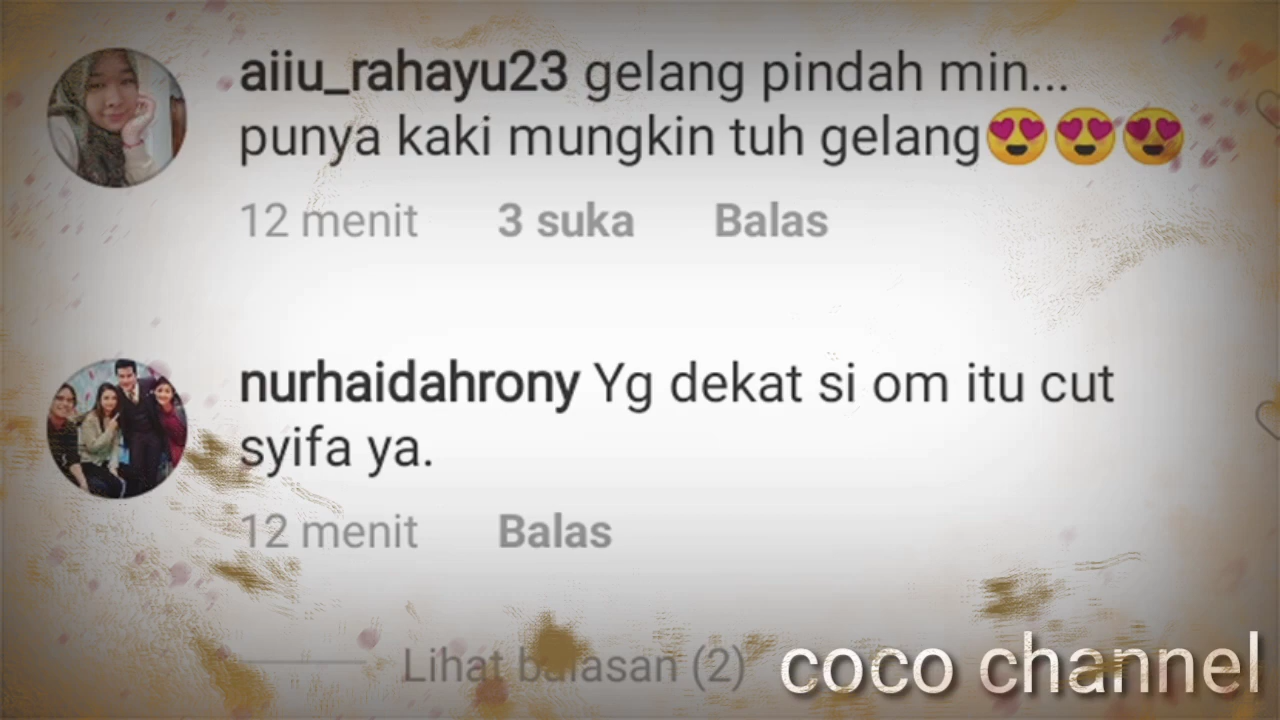 aiiu_rahayu23 gelang pindah min...
punya kaki mungkin tuh gelang😍😍😍
12 menit 3 suka Balas
nurhaidahrony Yg dekat si om itu cut
syifa ya.
12 menit Balas
Lihat balasan (2)
coco channel